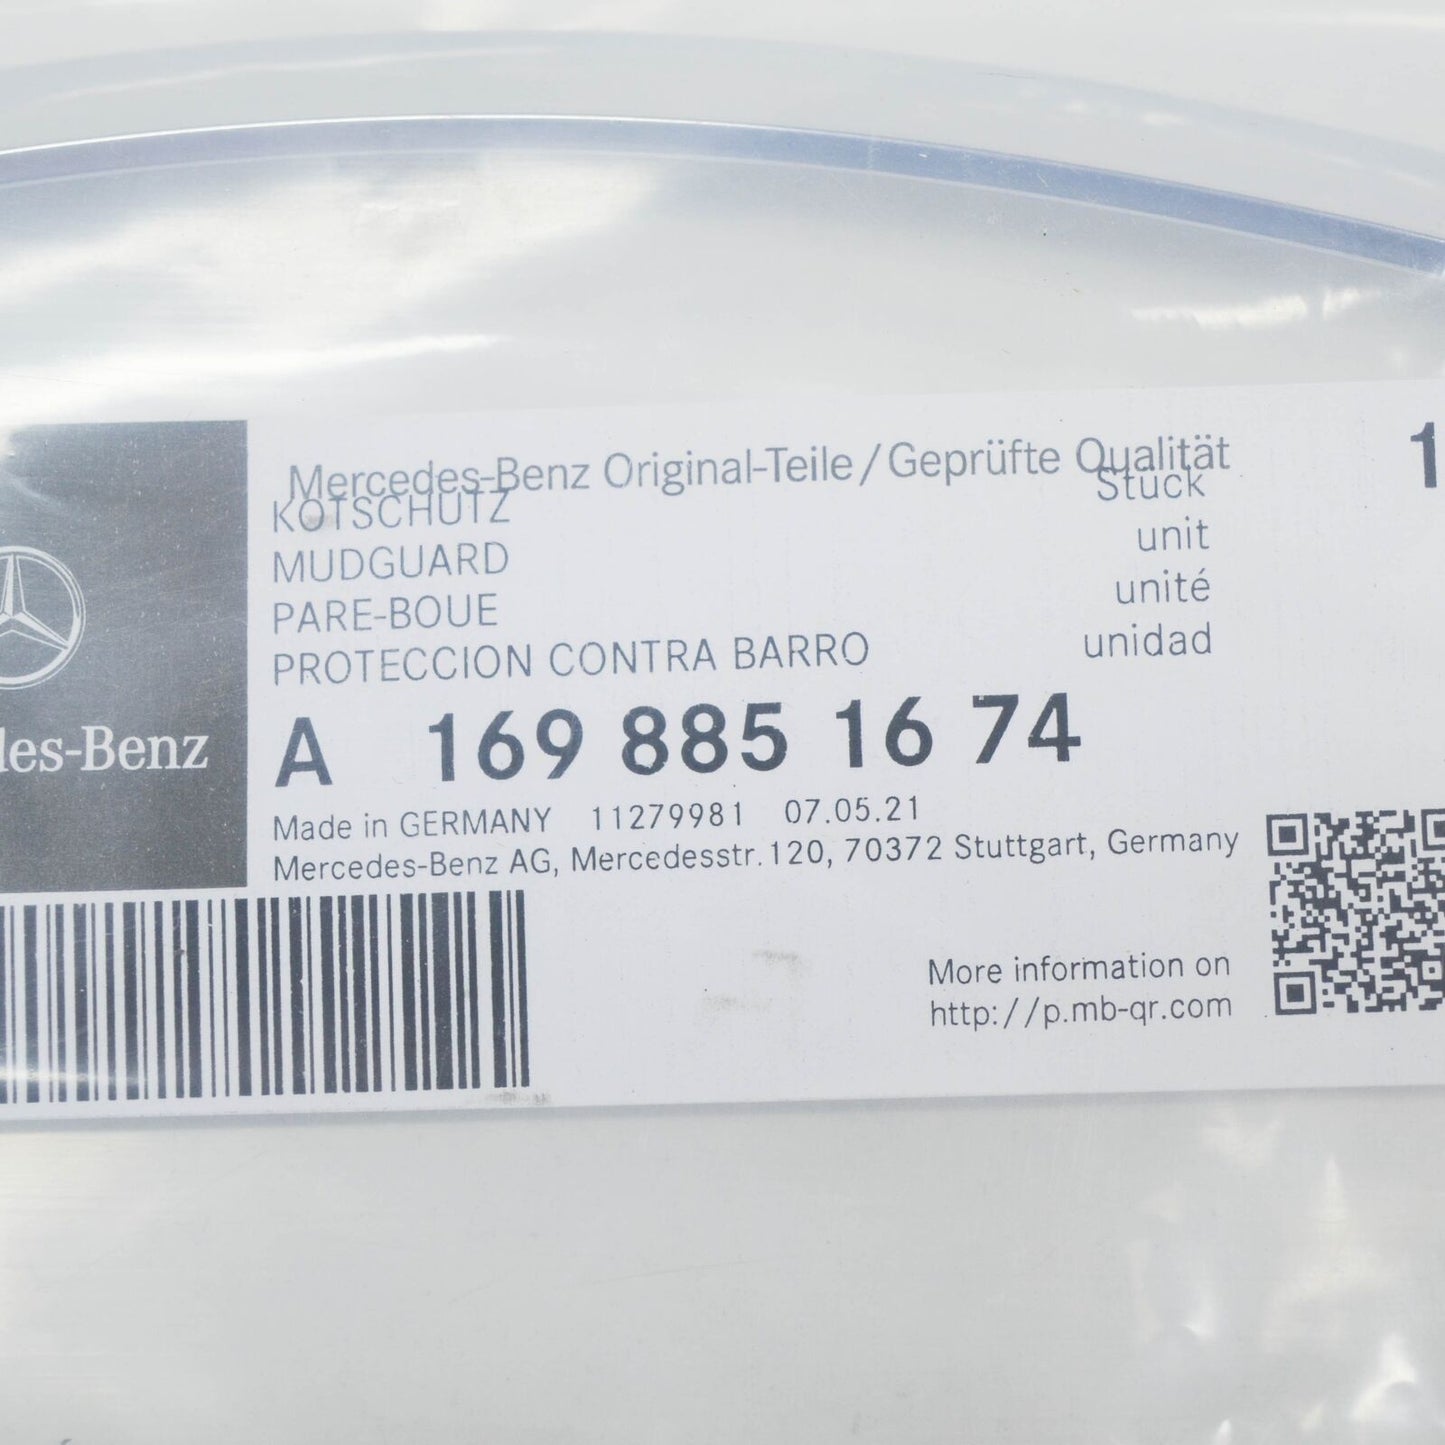 Mercedes-Benz Original-Teile/Geprüfte Qualität
KOTSCHUTZ Stück 1
MUDGUARD unit
PARE-BOUE unité
PROTECCION CONTRA BARRO unidad
des-Benz
A 169 885 16 74
Made in GERMANY 11279981 07.05.21
Mercedes-Benz AG, Mercedesstr. 120, 70372 Stuttgart, Germany
More information on
http://p.mb-qr.com